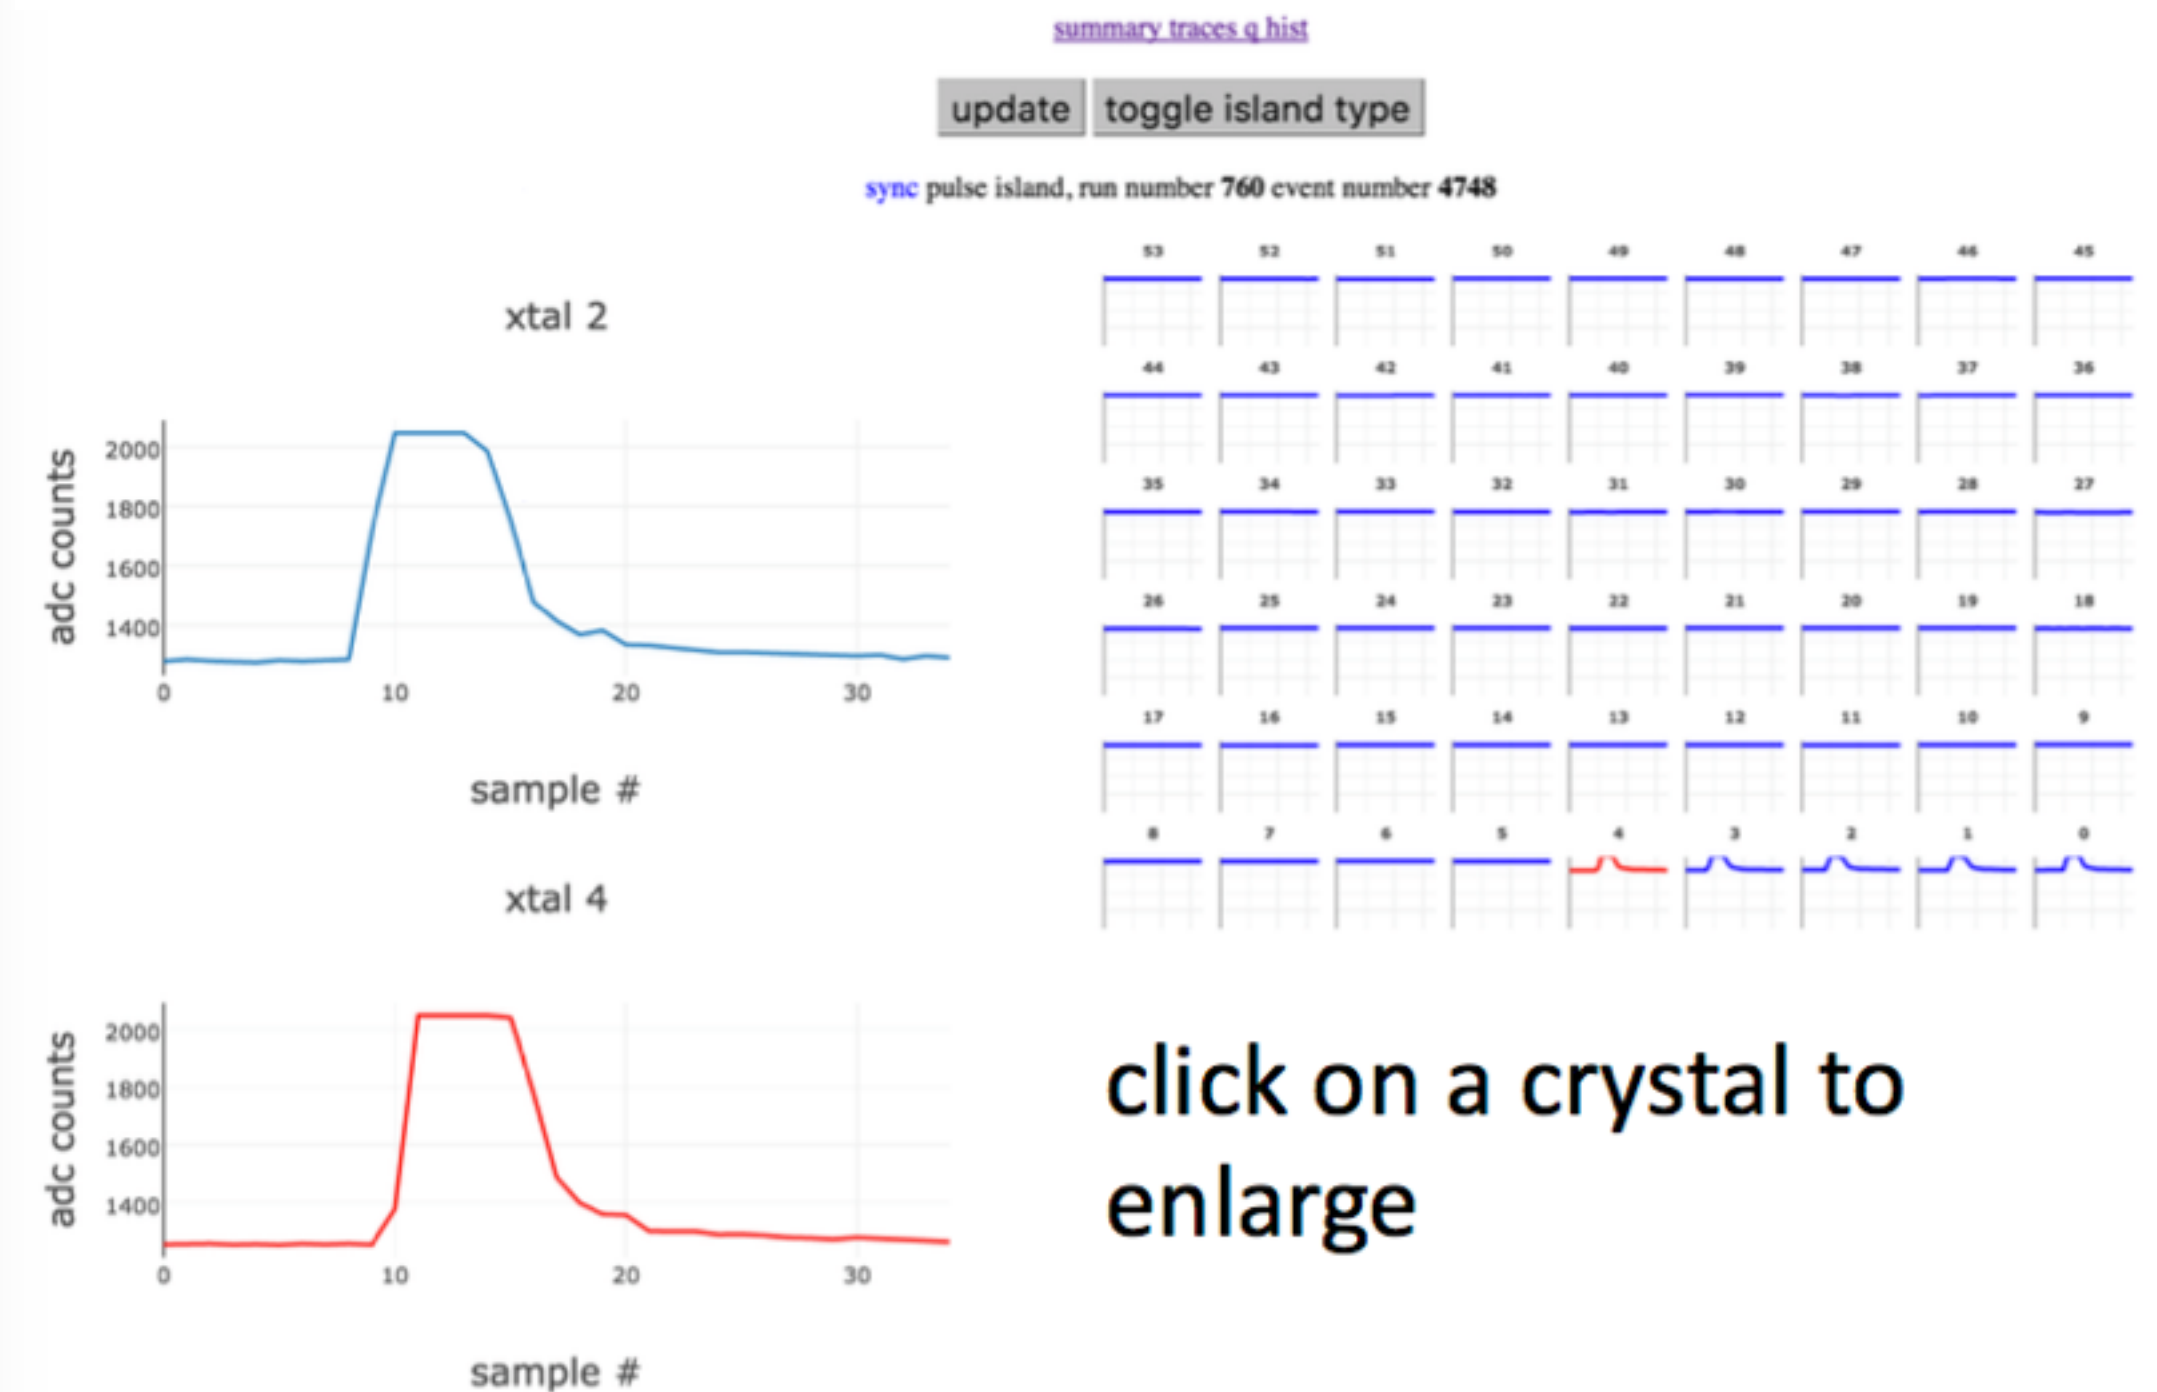 summary traces q hist
update toggle island type
sync pulse island, run number 760 event number 4748
xtal 2
adc counts
2000
1800
1600
1400
0 10 20 30
sample #
xtal 4
adc counts
2000
1800
1600
1400
0 10 20 30
sample #
53 52 51 50 49 48 47 46 45
44 43 42 41 40 39 38 37 36
35 34 33 32 31 30 29 28 27
26 25 24 23 22 21 20 19 18
17 16 15 14 13 12 11 10 9
8 7 6 5 4 3 2 1 0
click on a crystal to
enlarge